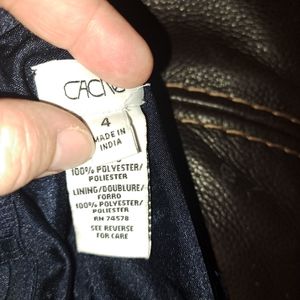 CACHE
4
MADE IN
INDIA
100% POLYESTER/
POLIESTER
LINING/DOUBLURE/
FORRO
100% POLYESTER/
POLIESTER
RN 74578
SEE REVERSE
FOR CARE